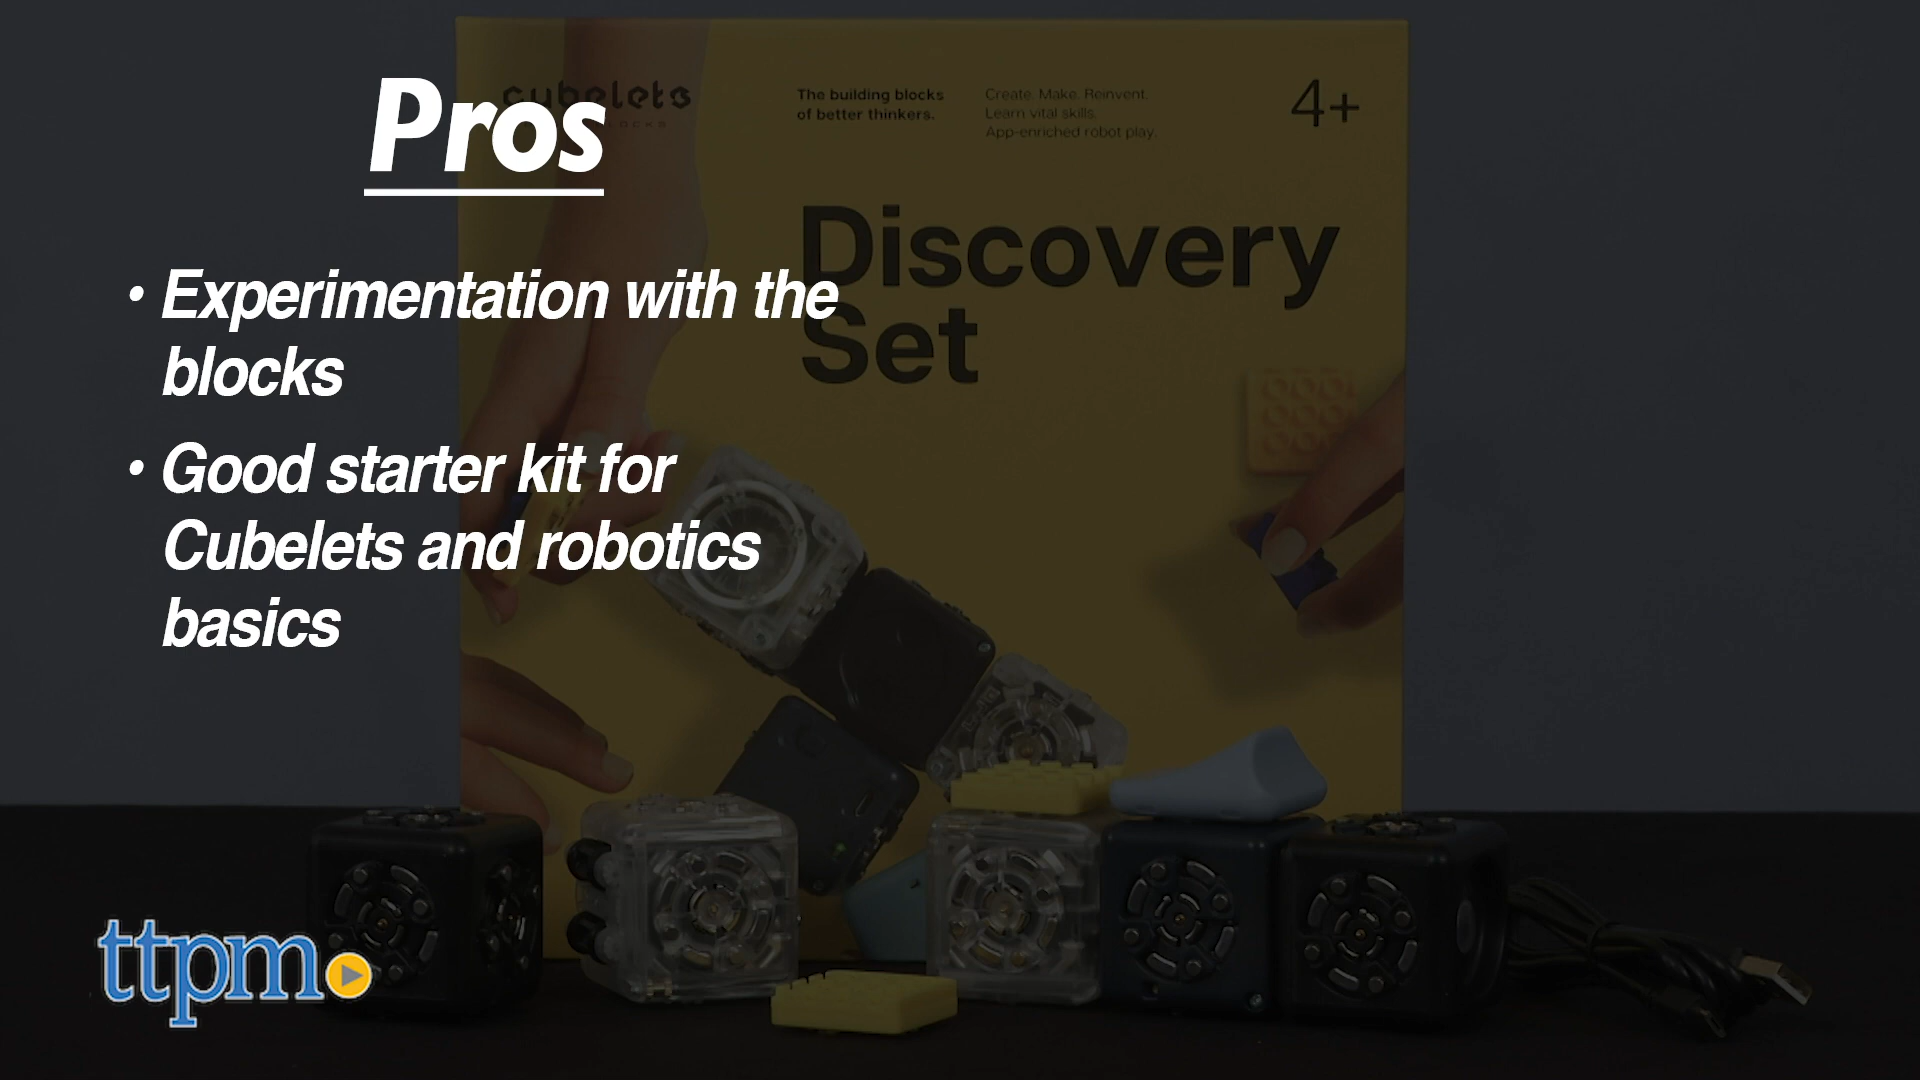 Pros
• Experimentation with the
blocks
• Good starter kit for
Cubelets and robotics
basics
cubelets
The building blocks
of better thinkers.
Create. Make. Reinvent.
Learn vital skills.
App-enriched robot play.
4+
Discovery
Set
ttpm